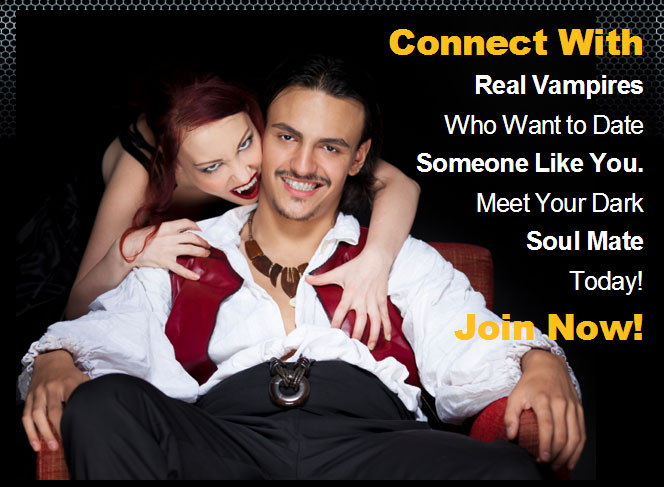 Connect With
Real Vampires
Who Want to Date
Someone Like You.
Meet Your Dark
Soul Mate
Today!
Join Now!